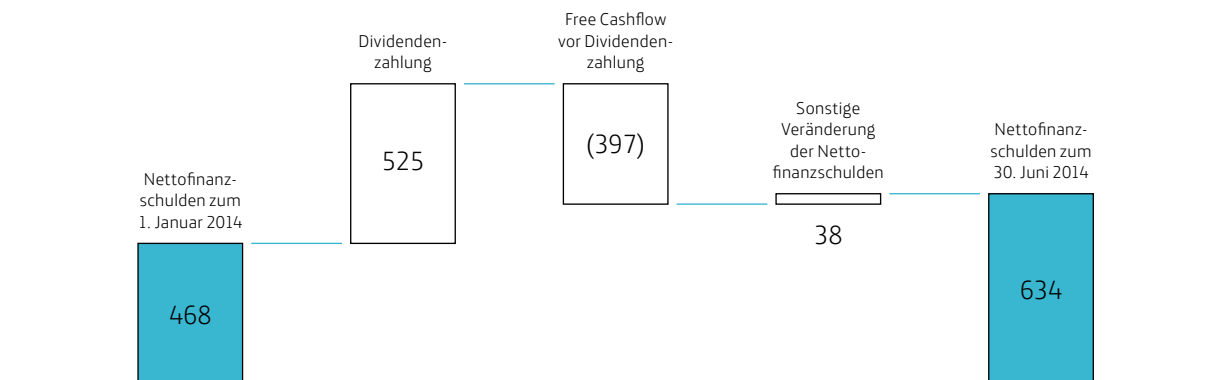 Nettofinanz-
schulden zum
1. Januar 2014
468
Dividenden-
zahlung
525
Free Cashflow
vor Dividenden-
zahlung
(397)
Sonstige
Veränderung
der Netto-
finanzschulden
38
Nettofinanz-
schulden zum
30. Juni 2014
634